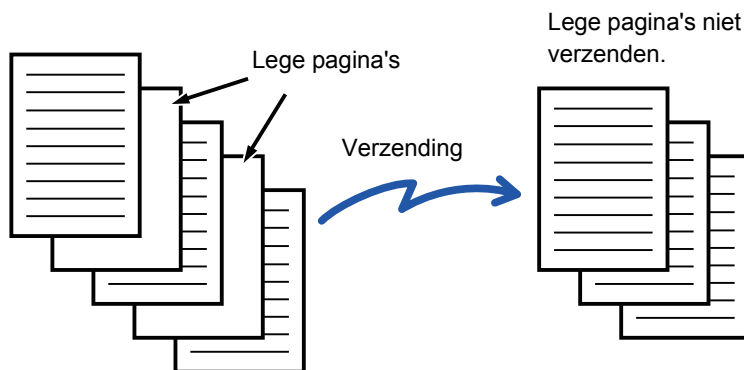 Lege pagina's
Verzending
Lege pagina's niet
verzenden.